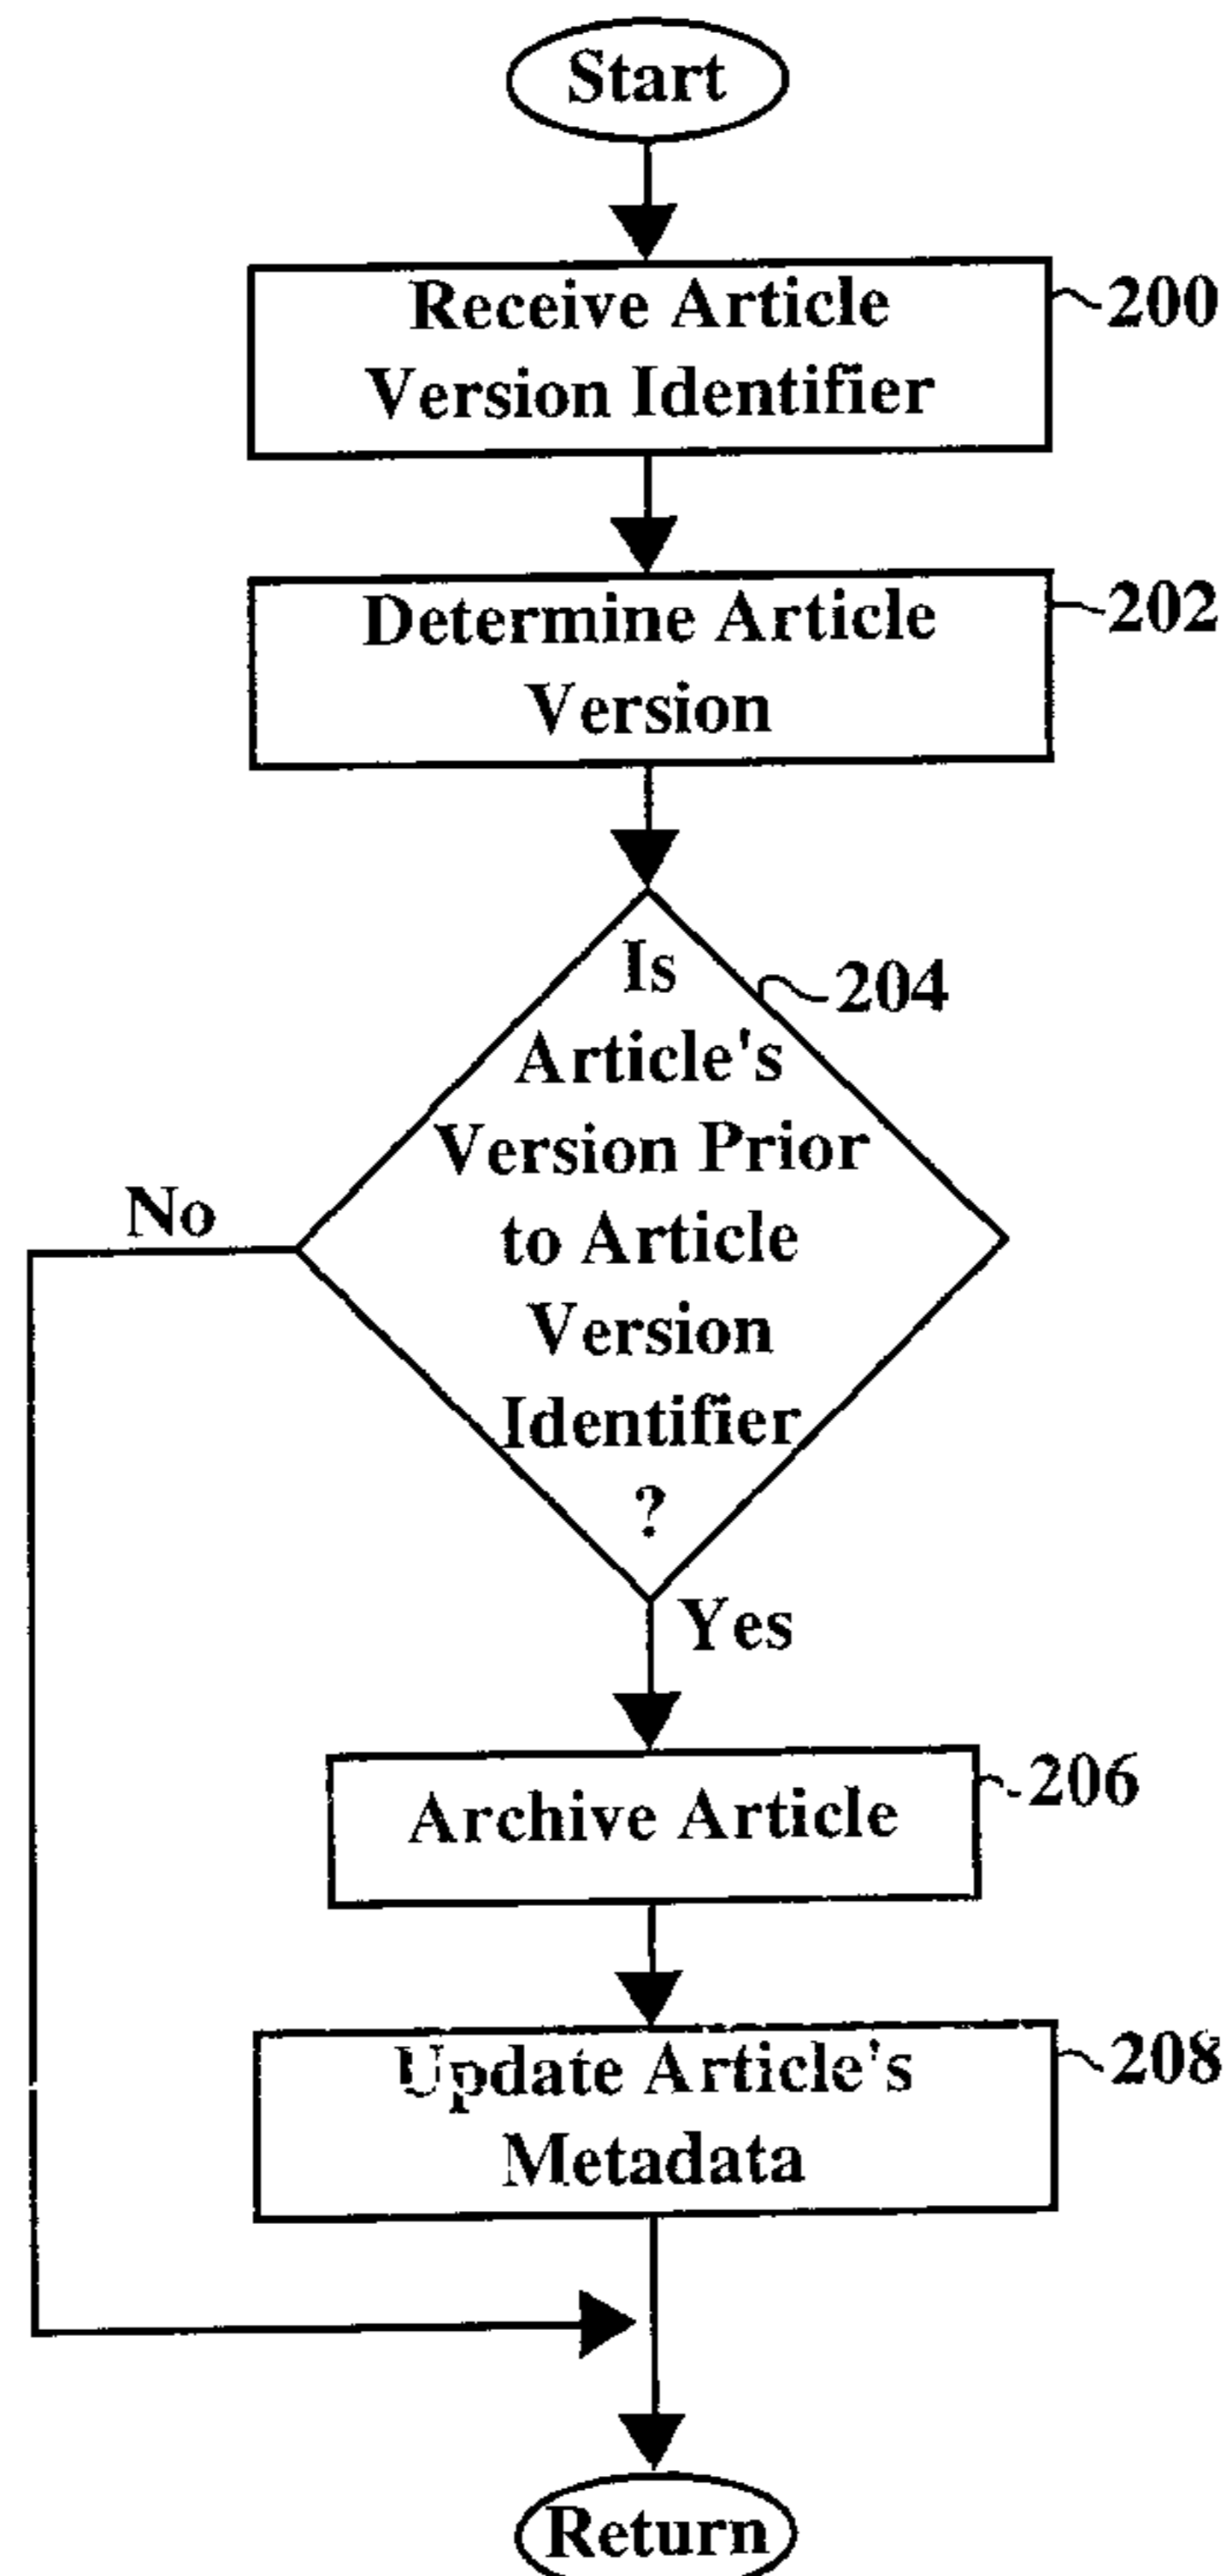 Start
Receive Article
Version Identifier
200
Determine Article
Version
202
Is
Article's
Version Prior
to Article
Version
Identifier
?
204
No
Yes
Archive Article
206
Update Article's
Metadata
208
Return